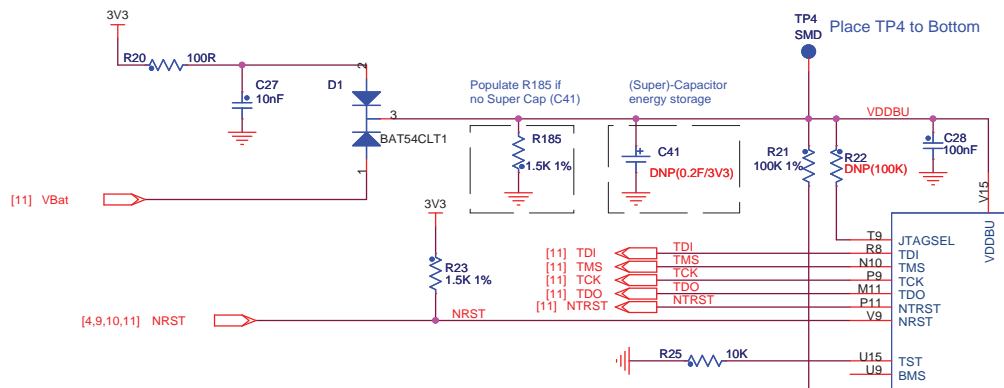 TP4
SMD
Place TP4 to Bottom
3V3
R20 100R
C27
10nF
D1
2
3
1
BAT54CLT1
Populate R185 if
no Super Cap (C41)
(Super)-Capacitor
energy storage
VDDBU
R185
1.5K 1%
C41
DNP(0.2F/3V3)
R21
100K 1%
R22
DNP(100K)
C28
100nF
V15
VDDBU
[11] VBat
3V3
R23
1.5K 1%
T9 JTAGSEL
[11] TDI TDI R8 TDI
[11] TMS TMS N10 TMS
[11] TCK TCK P9 TCK
[11] TDO TDO M11 TDO
[11] NTRST NTRST P11 NTRST
[4,9,10,11] NRST NRST V9 NRST
R25 10K U15 TST
U9 BMS